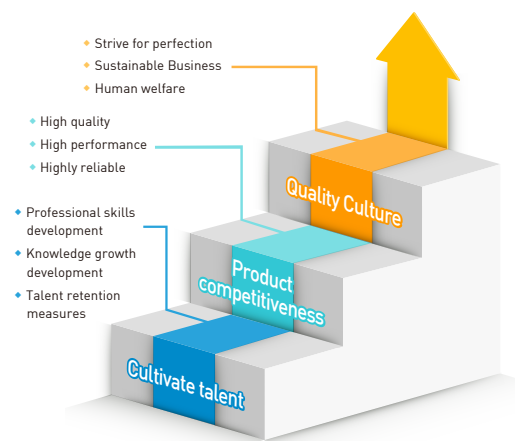 ◆ Strive for perfection
◆ Sustainable Business
◆ Human welfare
◆ High quality
◆ High performance
◆ Highly reliable
◆ Professional skills
development
◆ Knowledge growth
development
◆ Talent retention
measures
Quality Culture
Product
competitiveness
Cultivate talent